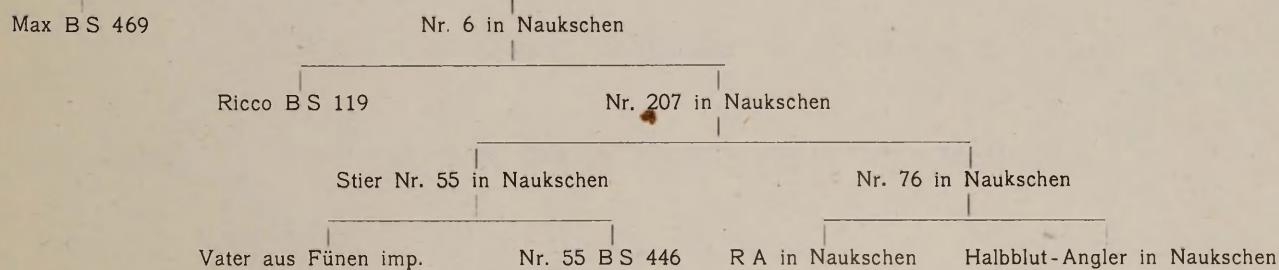 Max B S 469 Nr. 6 in Naukschen
Ricco B S 119 Nr. 207 in Naukschen
Stier Nr. 55 in Naukschen Nr. 76 in Naukschen
Vater aus Fünen imp. Nr. 55 B S 446 R A in Naukschen Halbblut-Angler in Naukschen